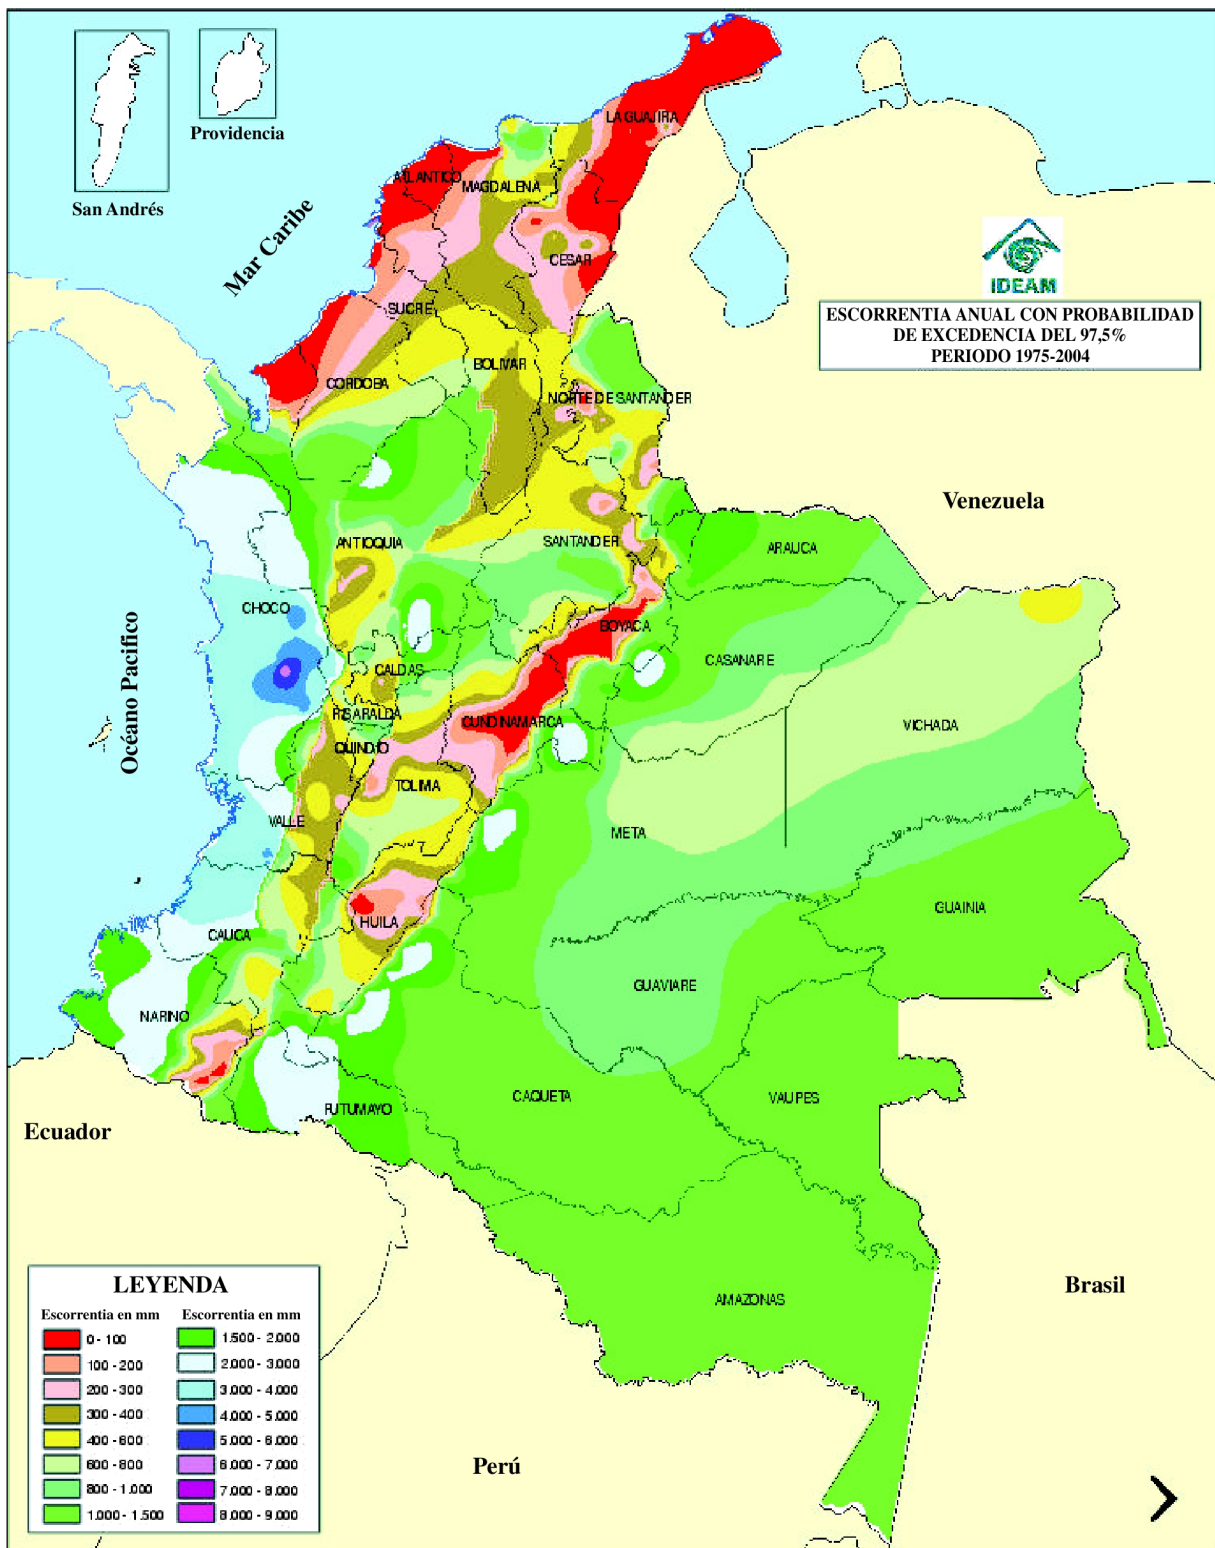 San Andrés
Providencia
Mar Caribe
LA GUAJIRA
ATLANTICO
MAGDALENA
CESAR
SUCRE
BOLIVAR
CORDOBA
NORTE DE SANTANDER
IDEAM
ESCORRENTIA ANUAL CON PROBABILIDAD
DE EXCEDENCIA DEL 97,5%
PERIODO 1975-2004
Venezuela
ANTIOQUIA
SANTANDER
ARAUCA
CHOCO
BOYACA
CASANARE
CALDAS
RISARALDA
CUNDINAMARCA
VICHADA
QUINDIO
TOLIMA
Océano Pacifico
VALLE
META
HUILA
CAUCA
GUAINIA
GUAVIARE
NARINO
CAQUETA
VAUPES
PUTUMAYO
Ecuador
AMAZONAS
Brasil
Perú
LEYENDA
Escorrentia en mm
0 - 100
100 - 200
200 - 300
300 - 400
400 - 600
600 - 800
800 - 1.000
1.000 - 1.500
Escorrentia en mm
1.500 - 2.000
2.000 - 3.000
3.000 - 4.000
4.000 - 5.000
5.000 - 6.000
6.000 - 7.000
7.000 - 8.000
8.000 - 9.000